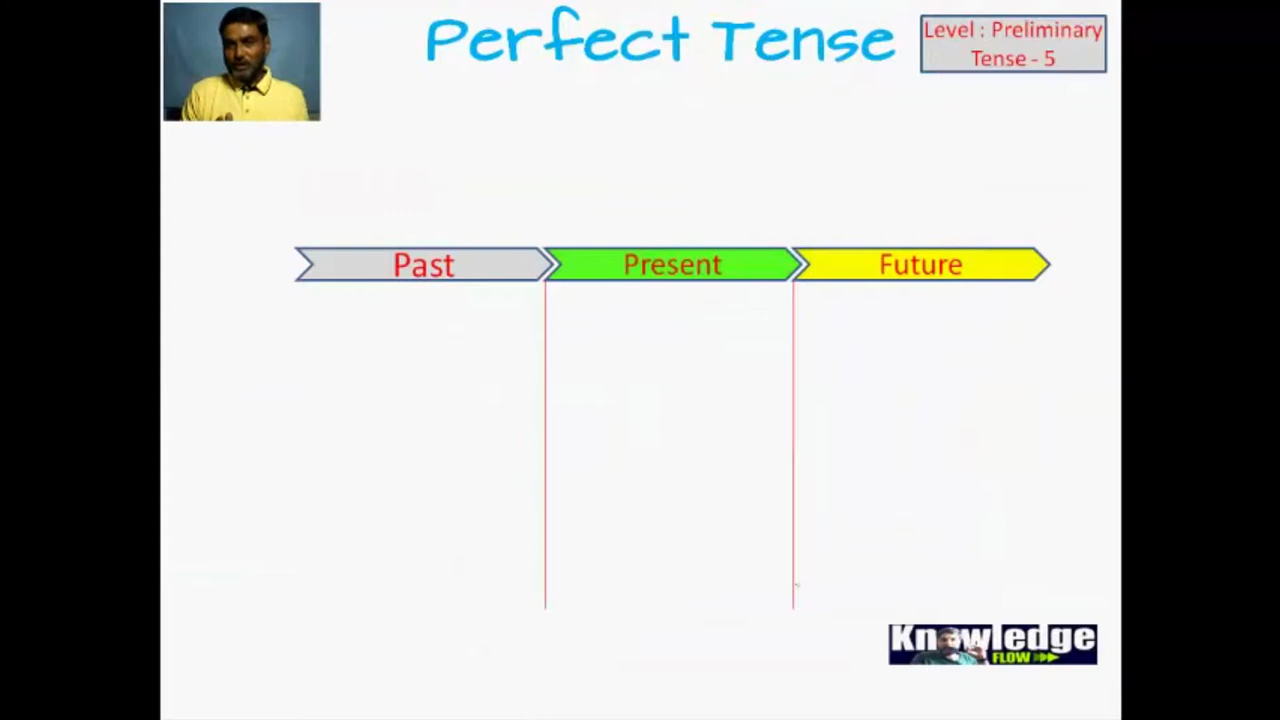 Perfect Tense
Level : Preliminary
Tense - 5
Past
Present
Future
Knowledge
FLOW